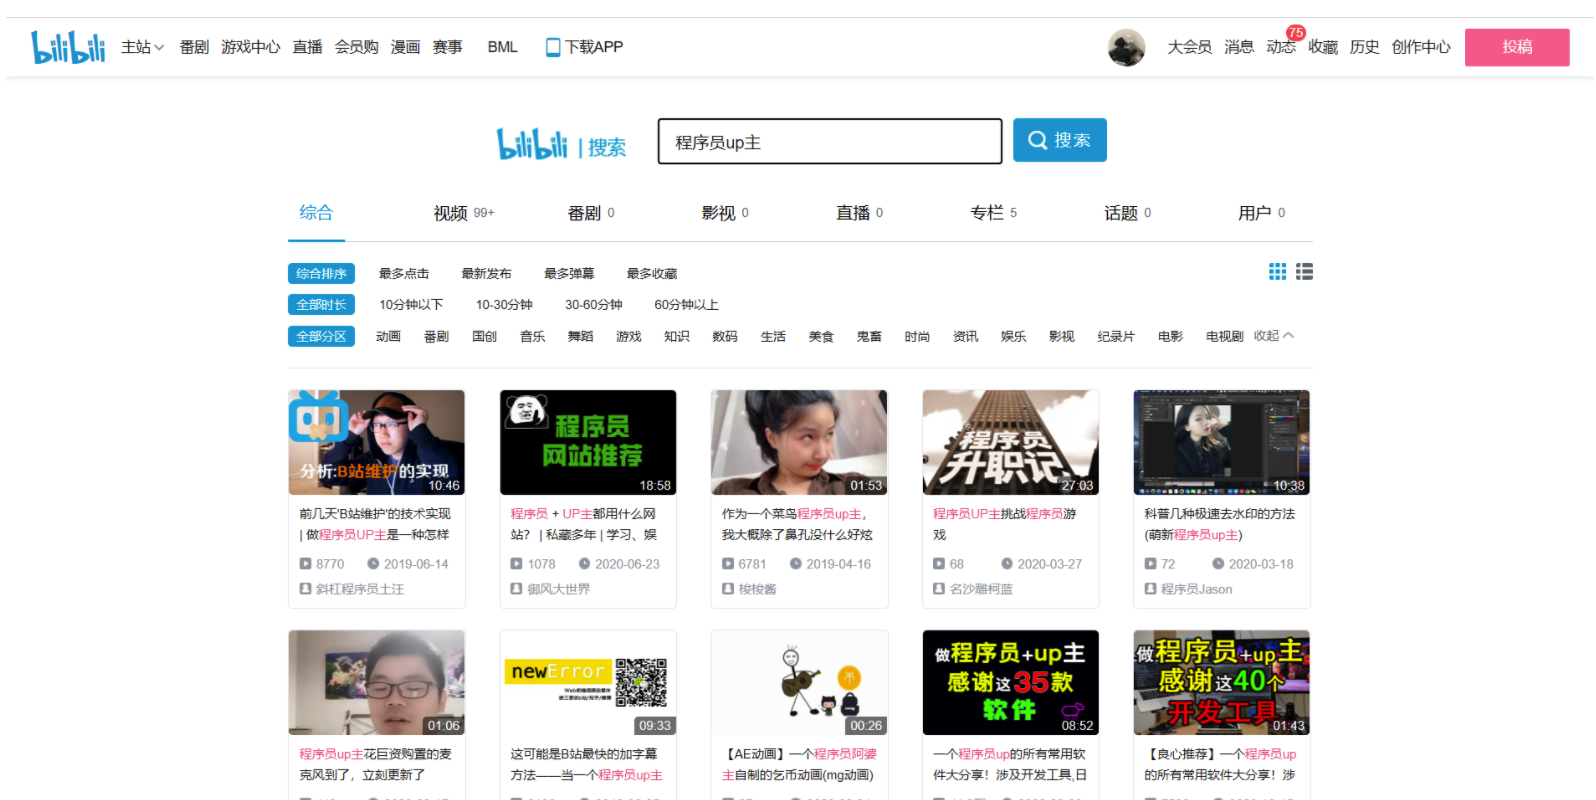 bilibili 主站 番剧 游戏中心 直播 会员购 漫画 赛事 BML 下载APP 大会员 消息 动态 75 收藏 历史 创作中心 投稿
bilibili | 搜索 程序员up主 搜索
综合 视频 99+ 番剧 0 影视 0 直播 0 专栏 5 话题 0 用户 0
综合排序 最多点击 最新发布 最多弹幕 最多收藏
全部时长 10分钟以下 10-30分钟 30-60分钟 60分钟以上
全部分区 动画 番剧 国创 音乐 舞蹈 游戏 知识 数码 生活 美食 鬼畜 时尚 资讯 娱乐 影视 纪录片 电影 电视剧 收起
分析:B站维护的实现
10:46
前几天'B站维护'的技术实现
| 做程序员UP主是一种怎样
8770 2019-06-14
斜杠程序员土汪
程序员
网站推荐
18:58
程序员 + UP主都用什么网
站？ | 私藏多年 | 学习、娱
1078 2020-06-23
御风大世界
01:53
作为一个菜鸟程序员up主，
我大概除了鼻孔没什么好炫
6781 2019-04-16
梭梭酱
程序员
升职记
27:03
程序员UP主挑战程序员游
戏
68 2020-03-27
名沙雕柯蓝
10:38
科普几种极速去水印的方法
(萌新程序员up主)
72 2020-03-18
程序员Jason
01:06
程序员up主花巨资购置的麦
克风到了，立刻更新了
newError
09:33
这可能是B站最快的加字幕
方法——当一个程序员up主
00:26
【AE动画】一个程序员阿婆
主自制的乞币动画(mg动画)
做程序员+up主
感谢这35款
软件
08:52
一个程序员up的所有常用软
件大分享！涉及开发工具,日
做程序员+up主
感谢这40个
开发工具
01:43
【良心推荐】一个程序员up
的所有常用软件大分享！涉